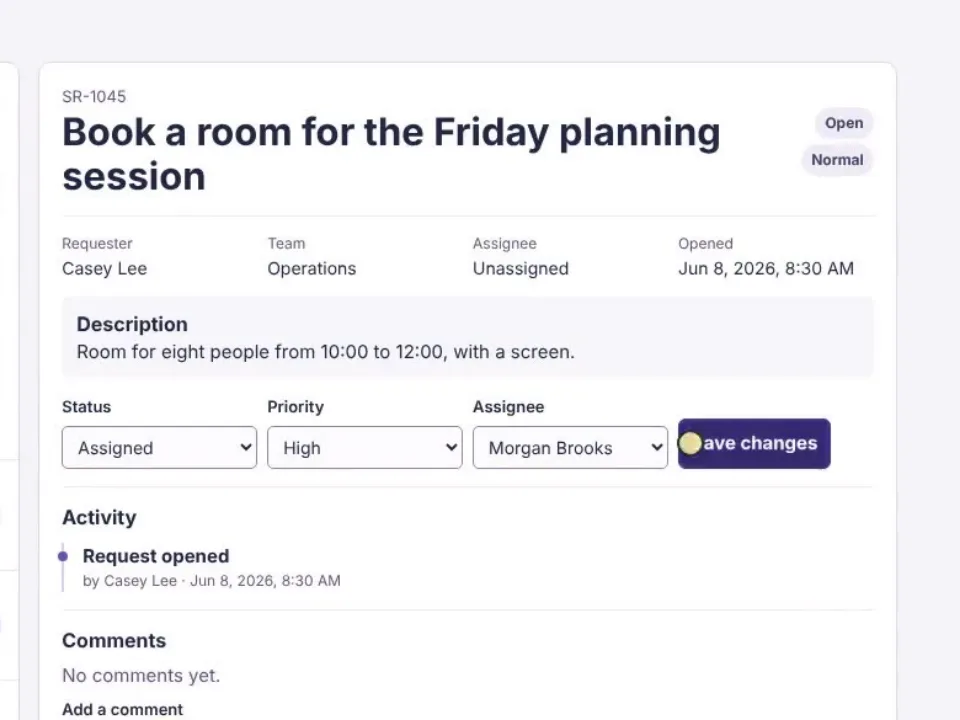 SR-1045
Book a room for the Friday planning
session
Open
Normal
Requester
Team
Assignee
Opened
Casey Lee
Operations
Unassigned
Jun 8, 2026, 8:30 AM
Description
Room for eight people from 10:00 to 12:00, with a screen.
Status
Priority
Assignee
Assigned
High
Morgan Brooks
ave changes
Activity
Request opened
by Casey Lee · Jun 8, 2026, 8:30 AM
Comments
No comments yet.
Add a comment